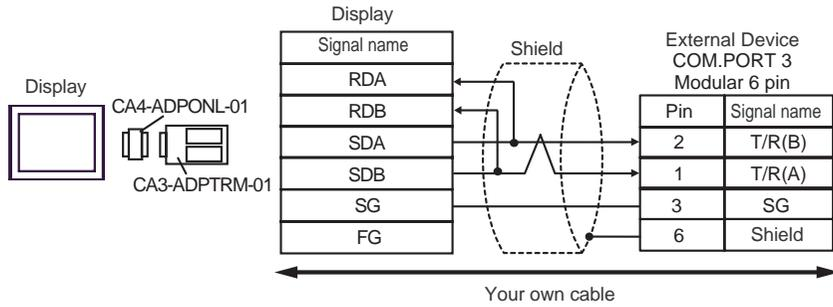 Display
CA4-ADPONL-01
CA3-ADPTRM-01
Display
Signal name
RDA
RDB
SDA
SDB
SG
FG
Shield
External Device
COM.PORT 3
Modular 6 pin
Pin Signal name
2 T/R(B)
1 T/R(A)
3 SG
6 Shield
Your own cable